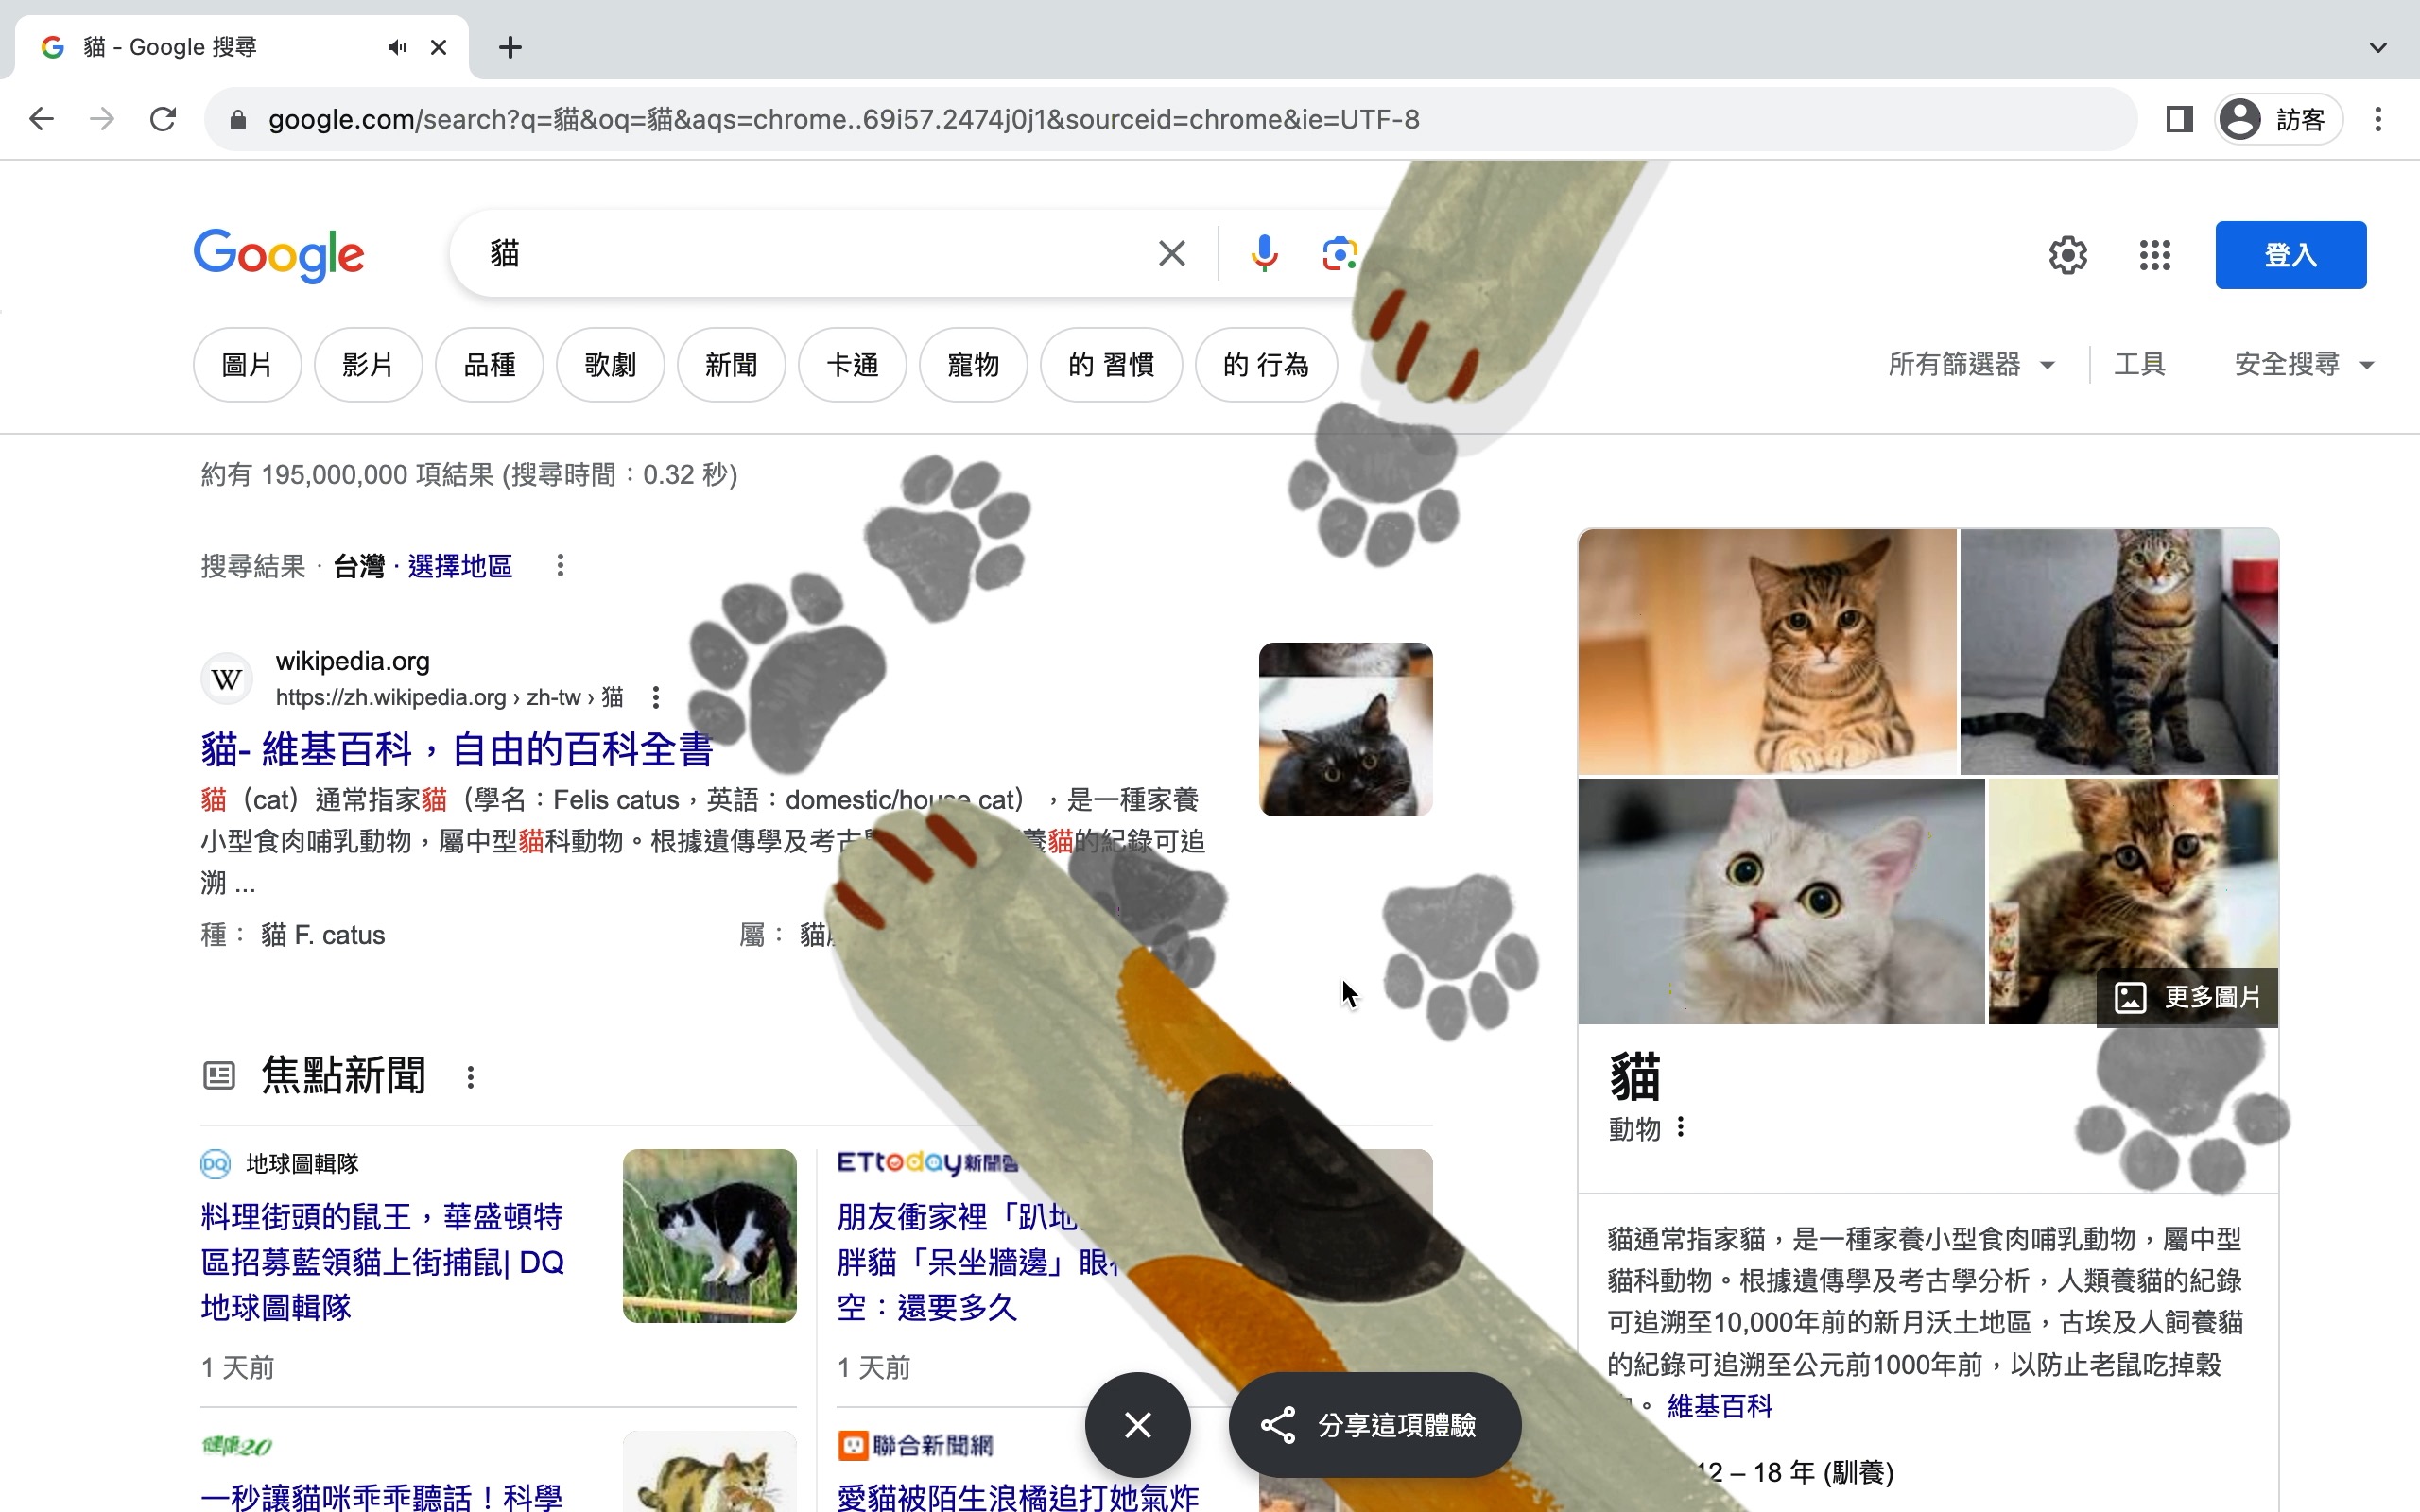 貓 - Google 搜尋
google.com/search?q=貓&oq=貓&aqs=chrome..69i57.2474j0j1&sourceid=chrome&ie=UTF-8
訪客
Google
貓
登入
圖片
影片
品種
歌劇
新聞
卡通
寵物
的 習慣
的 行為
所有篩選器
工具
安全搜尋
約有 195,000,000 項結果 (搜尋時間：0.32 秒)
搜尋結果 · 台灣 · 選擇地區
W
wikipedia.org
https://zh.wikipedia.org › zh-tw › 猫
貓- 維基百科，自由的百科全書
貓（cat）通常指家貓（學名：Felis catus，英語：domestic/house cat），是一種家養
小型食肉哺乳動物，屬中型貓科動物。根據遺傳學及考古 養貓的紀錄可追
溯 ...
種： 貓 F. catus
屬： 貓
焦點新聞
DQ 地球圖輯隊
料理街頭的鼠王，華盛頓特
區招募藍領貓上街捕鼠| DQ
地球圖輯隊
1 天前
ETtoday新聞雲
朋友衝家裡「趴地
胖貓「呆坐牆邊」眼
空：還要多久
1 天前
健康2.0
一秒讓貓咪乖乖聽話！科學
聯合新聞網
愛貓被陌生浪橘追打她氣炸
分享這項體驗
更多圖片
貓
動物
貓通常指家貓，是一種家養小型食肉哺乳動物，屬中型
貓科動物。根據遺傳學及考古學分析，人類養貓的紀錄
可追溯至10,000年前的新月沃土地區，古埃及人飼養貓
的紀錄可追溯至公元前1000年前，以防止老鼠吃掉穀
。 維基百科
12 – 18 年 (馴養)